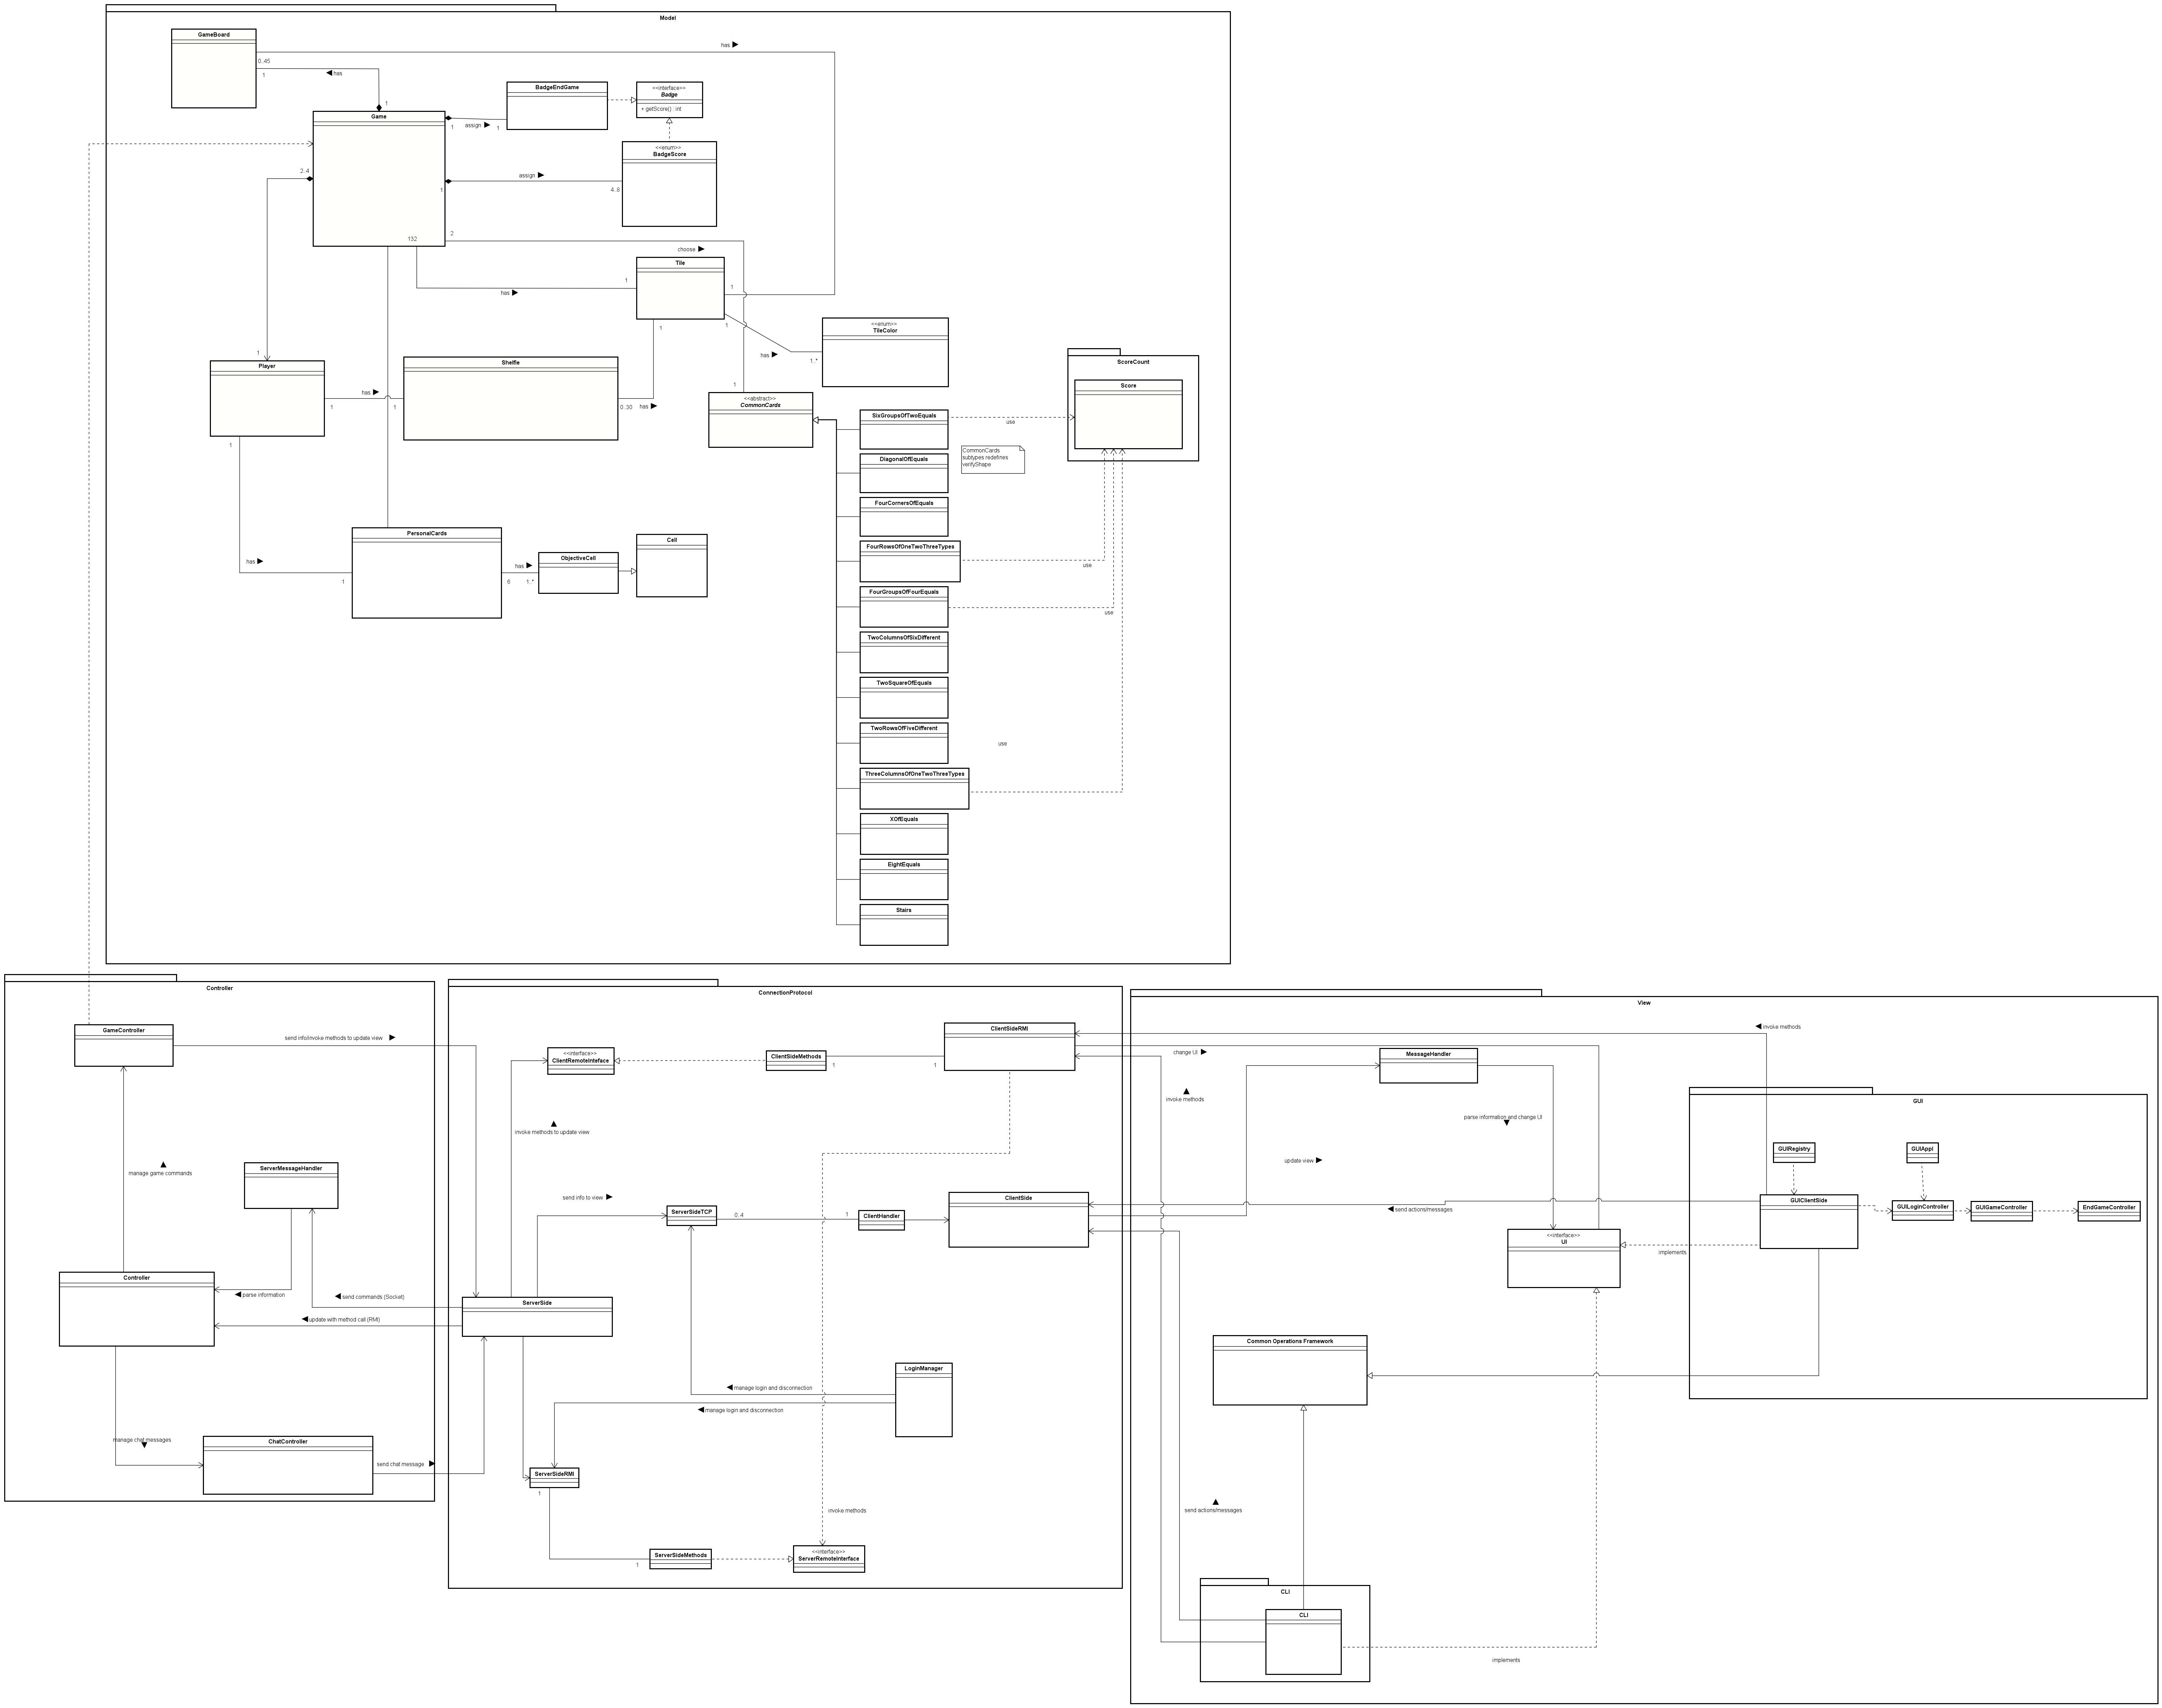 Model
GameBoard
has
0..45
1
has
1
BadgeEndGame
<<interface>>
Badge
+ getScore() : int
Game
1
assign
1
<<enum>>
BadgeScore
2..4
assign
1
4..8
132
2
choose
Tile
1
has
1
1
1
<<enum>>
TileColor
has
1..*
1
Player
Shelfie
ScoreCount
Score
has
1
1
0..30
has
1
<<abstract>>
CommonCards
SixGroupsOfTwoEquals
use
1
CommonCards
subtypes redefines
verifyShape
DiagonalOfEquals
FourCornersOfEquals
PersonalCards
Cell
FourRowsOfOneTwoThreeTypes
ObjectiveCell
has
has
use
1
6
1..*
FourGroupsOfFourEquals
use
TwoColumnsOfSixDifferent
TwoSquareOfEquals
TwoRowsOfFiveDifferent
use
ThreeColumnsOfOneTwoThreeTypes
XOfEquals
EightEquals
Stairs
Controller
ConnectionProtocol
View
GameController
send info/invoke methods to update view
ClientSideRMI
invoke methods
<<interface>>
ClientRemoteInteface
ClientSideMethods
1
1
change UI
MessageHandler
invoke methods
GUI
invoke methods to update view
parse information and change UI
manage game commands
ServerMessageHandler
update view
GUIRegistry
GUIAppl
send info to view
ClientSide
GUIClientSide
ServerSideTCP
0..4
1
ClientHandler
send actions/messages
GUILoginController
GUIGameController
EndGameController
<<interface>>
UI
implements
Controller
parse information
send commands (Socket)
ServerSide
update with method call (RMI)
Common Operations Framework
LoginManager
manage login and disconnection
manage login and disconnection
manage chat messages
ChatController
send chat message
ServerSideRMI
1
invoke methods
send actions/messages
ServerSideMethods
1
<<interface>>
ServerRemoteInterface
CLI
CLI
implements